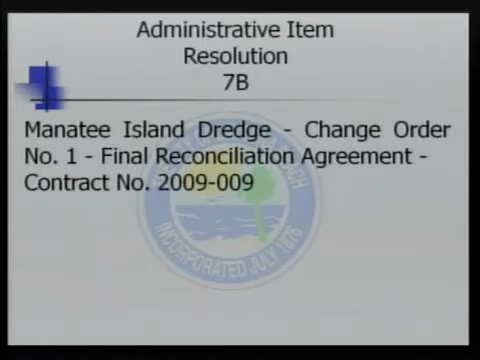 Administrative Item
Resolution
7B
Manatee Island Dredge - Change Order
No. 1 - Final Reconciliation Agreement -
Contract No. 2009-009
INCORPORATED JULY 1876